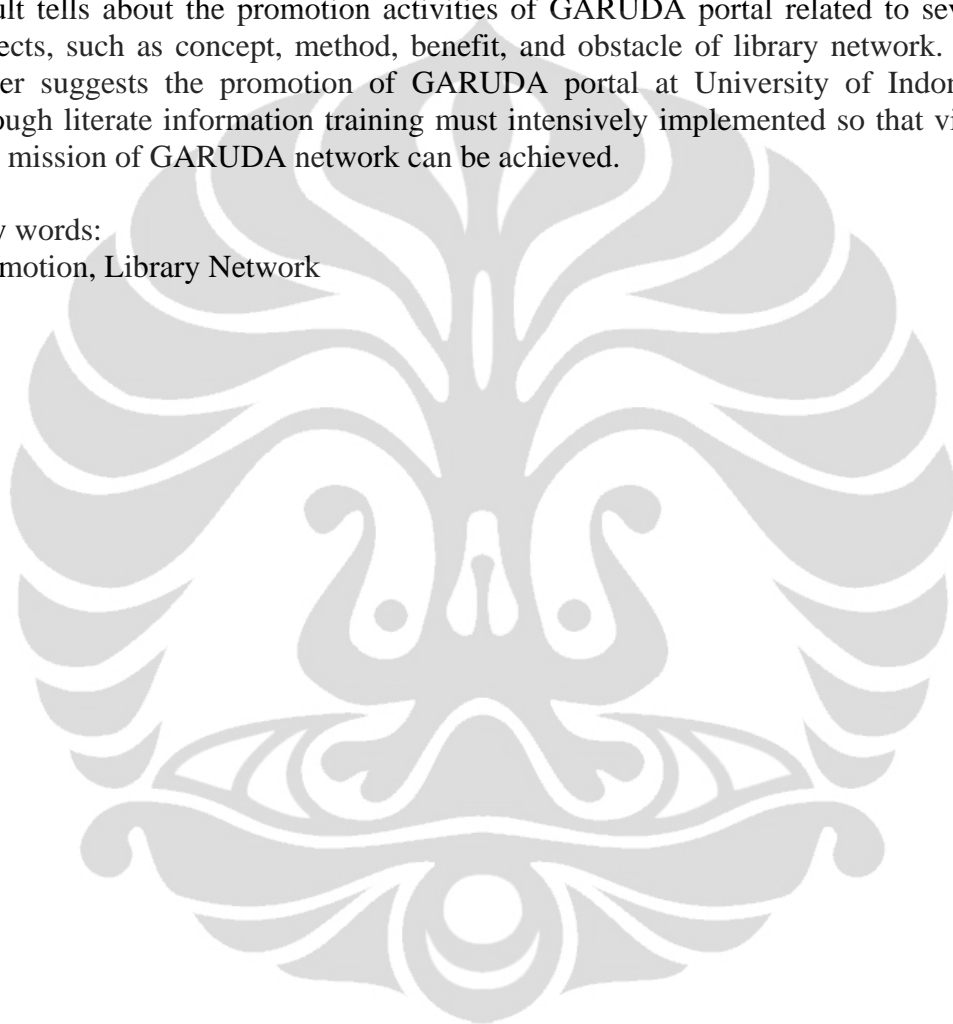 ult tells about the promotion activities of GARUDA portal related to sev
ects, such as concept, method, benefit, and obstacle of library network.
er suggests the promotion of GARUDA portal at University of Indon
ough literate information training must intensively implemented so that vi
mission of GARUDA network can be achieved.
y words:
motion, Library Network